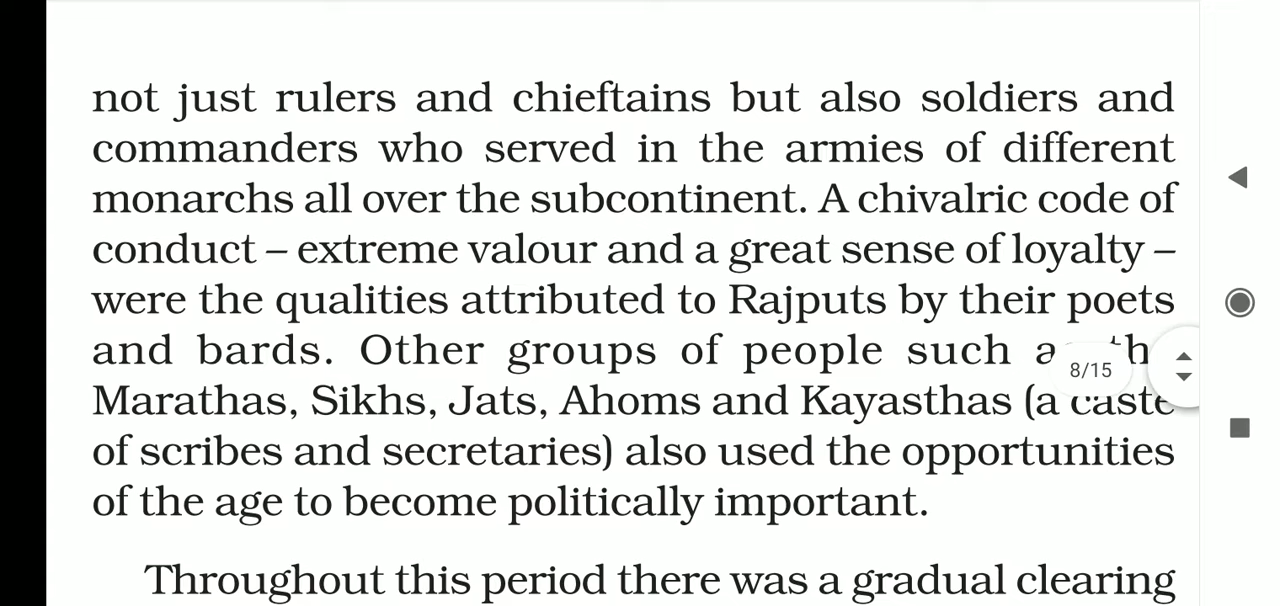 not just rulers and chieftains but also soldiers and
commanders who served in the armies of different
monarchs all over the subcontinent. A chivalric code of
conduct – extreme valour and a great sense of loyalty –
were the qualities attributed to Rajputs by their poets
and bards. Other groups of people such
8/15
Marathas, Sikhs, Jats, Ahoms and Kayasthas (a caste
of scribes and secretaries) also used the opportunities
of the age to become politically important.
Throughout this period there was a gradual clearing